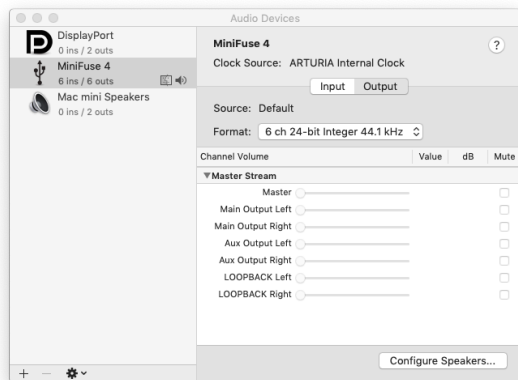 Audio Devices
DisplayPort
0 ins / 2 outs
MiniFuse 4
6 ins / 6 outs
Mac mini Speakers
0 ins / 2 outs
MiniFuse 4
?
Clock Source: ARTURIA Internal Clock
Input Output
Source: Default
Format: 6 ch 24-bit Integer 44.1 kHz
Channel Volume Value dB Mute
Master Stream
Master
Main Output Left
Main Output Right
Aux Output Left
Aux Output Right
LOOPBACK Left
LOOPBACK Right
Configure Speakers...